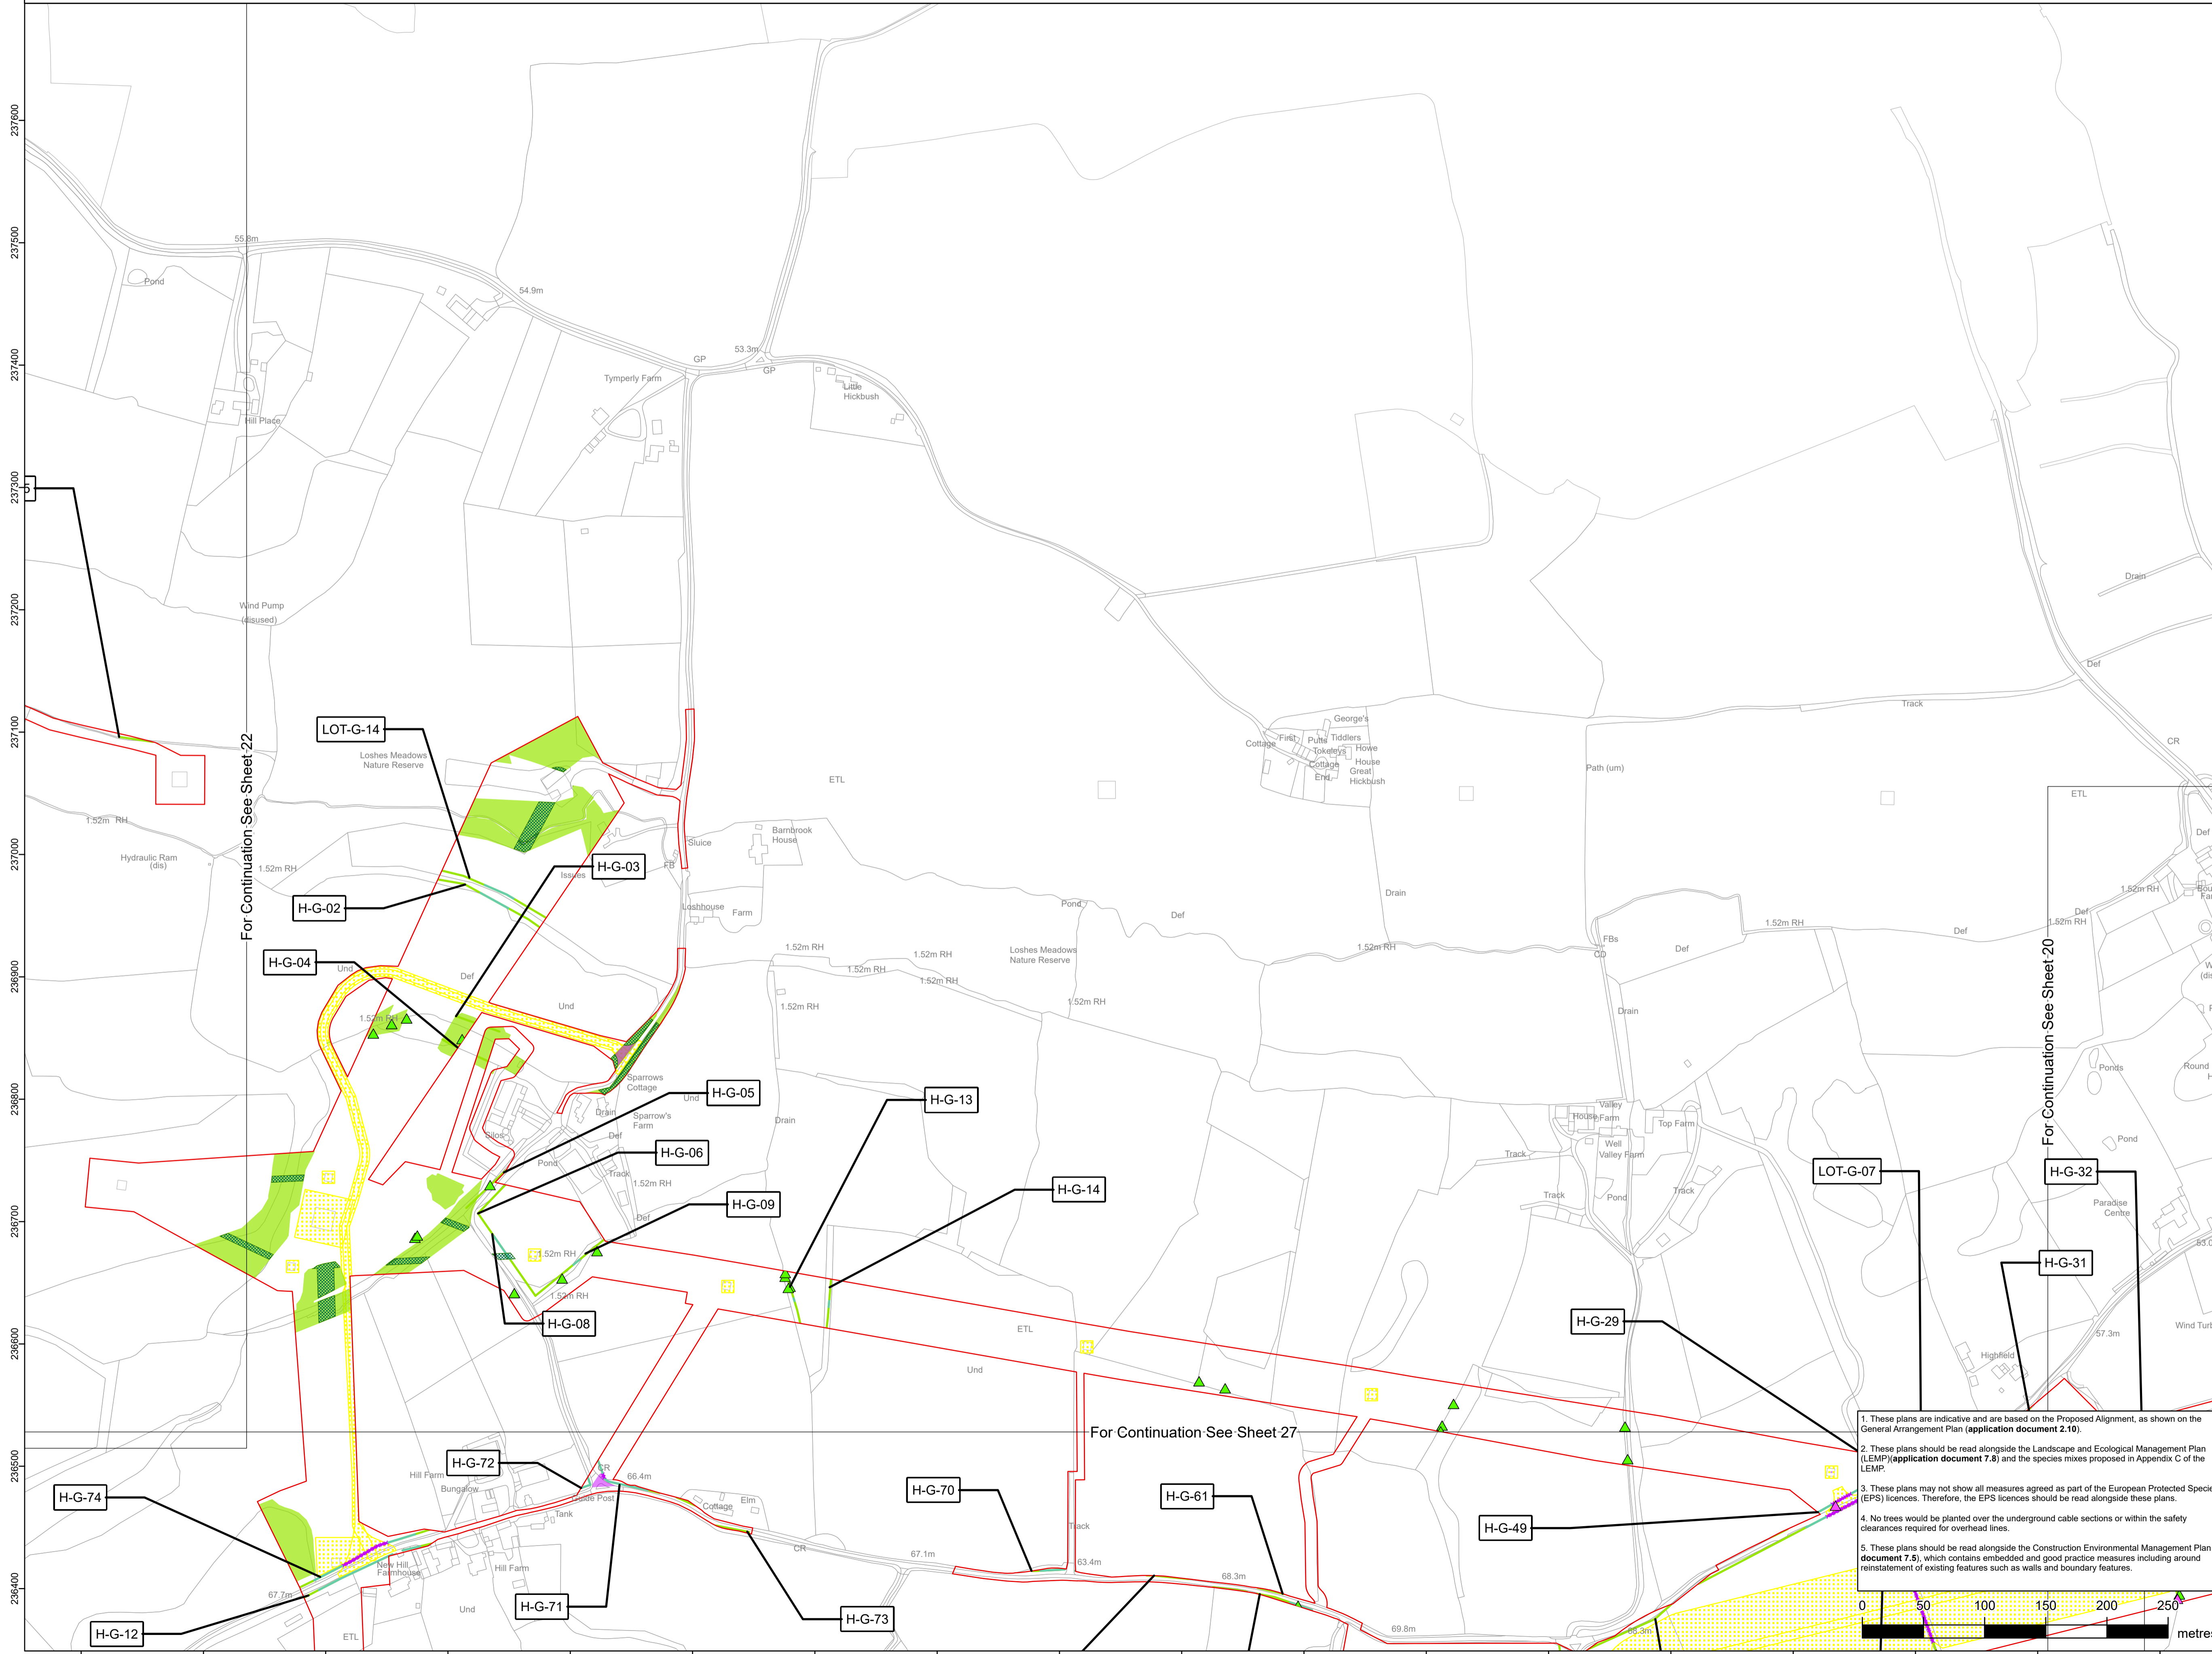 237600
237500
237400
237300
237200
237100
237000
236900
236800
236700
236600
236500
236400
55.8m
Pond
54.9m
53.3m
GP
GP
Tymperly Farm
Little
Hickbush
Hill Place
5
Wind Pump
(disused)
Drain
Def
Track
CR
For Continuation See Sheet 22
LOT-G-14
Loshes Meadows
Nature Reserve
ETL
George's
First
Putts
Tiddlers
Cottage
Tokeleys
Howe
Cottage
House
End
Great
Hickbush
Path (um)
ETL
1.52m RH
Hydraulic Ram
(dis)
1.52m RH
Sluice
Barnbrook
House
FB
Issues
H-G-03
H-G-02
Loshhouse
Farm
Pond
Def
Drain
Def
1.52m RH
1.52m RH
Def
1.52m RH
Def
H-G-04
Und
Def
Und
1.52m RH
1.52m RH
1.52m RH
1.52m RH
1.52m RH
1.52m RH
1.52m RH
Loshes Meadows
Nature Reserve
1.52m RH
FBs
CD
Def
Drain
For Continuation See Sheet 20
Ponds
Round
Pond
Sparrows
Cottage
Und
Drain
Sparrow's
Farm
Def
Silos
Pond
Track
1.52m RH
Def
Drain
H-G-05
H-G-13
H-G-06
H-G-14
H-G-09
1.52m RH
1.52m RH
H-G-08
Valley
House
Farm
Top Farm
Well
Valley Farm
Track
Track
Pond
Track
LOT-G-07
H-G-32
Paradise
Centre
H-G-31
H-G-29
57.3m
Highfield
ETL
Und
For Continuation See Sheet 27
H-G-72
CR
66.4m
Hill Farm
Bungalow
Guide Post
Tank
Cottage
Elm
H-G-74
New Hill
Farmhouse
Hill Farm
67.7m
Und
ETL
H-G-12
H-G-71
H-G-73
CR
67.1m
H-G-70
Track
63.4m
H-G-61
68.3m
69.8m
68.3m
H-G-49
1. These plans are indicative and are based on the Proposed Alignment, as shown on the
General Arrangement Plan (application document 2.10).
2. These plans should be read alongside the Landscape and Ecological Management Plan
(LEMP)(application document 7.8) and the species mixes proposed in Appendix C of the
LEMP.
3. These plans may not show all measures agreed as part of the European Protected Specie
(EPS) licences. Therefore, the EPS licences should be read alongside these plans.
4. No trees would be planted over the underground cable sections or within the safety
clearances required for overhead lines.
5. These plans should be read alongside the Construction Environmental Management Plan
document 7.5), which contains embedded and good practice measures including around
reinstatement of existing features such as walls and boundary features.
0 50 100 150 200 250
metres